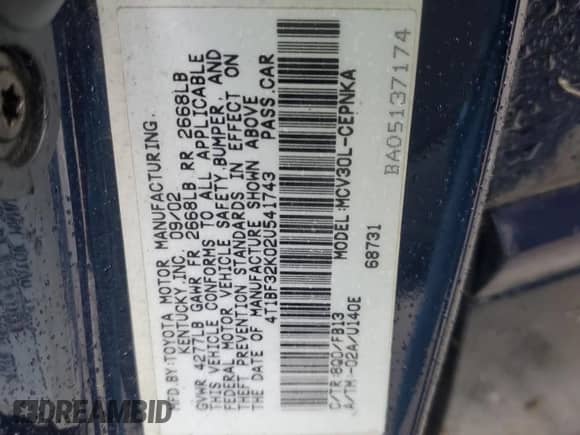 MFD.BY:TOYOTA MOTOR MANUFACTURING.
KENTUCKY,INC. 09/02
GVWR 4277LB GAWR FR 2668LB RR 2668LB
THIS VEHICLE CONFORMS TO ALL APPLICABLE
FEDERAL MOTOR VEHICLE SAFETY,BUMPER, AND
THEFT PREVENTION STANDARDS IN EFFECT ON
THE DATE OF MANUFACTURE SHOWN ABOVE.
4T1BF32K02U541743 PASS.CAR
MODEL:MCV30L-CEPNKA
C/TR:8Q0/FB13
A/TM:-02A/U140E
68731
BA05137174
AUTOBIDMASTER